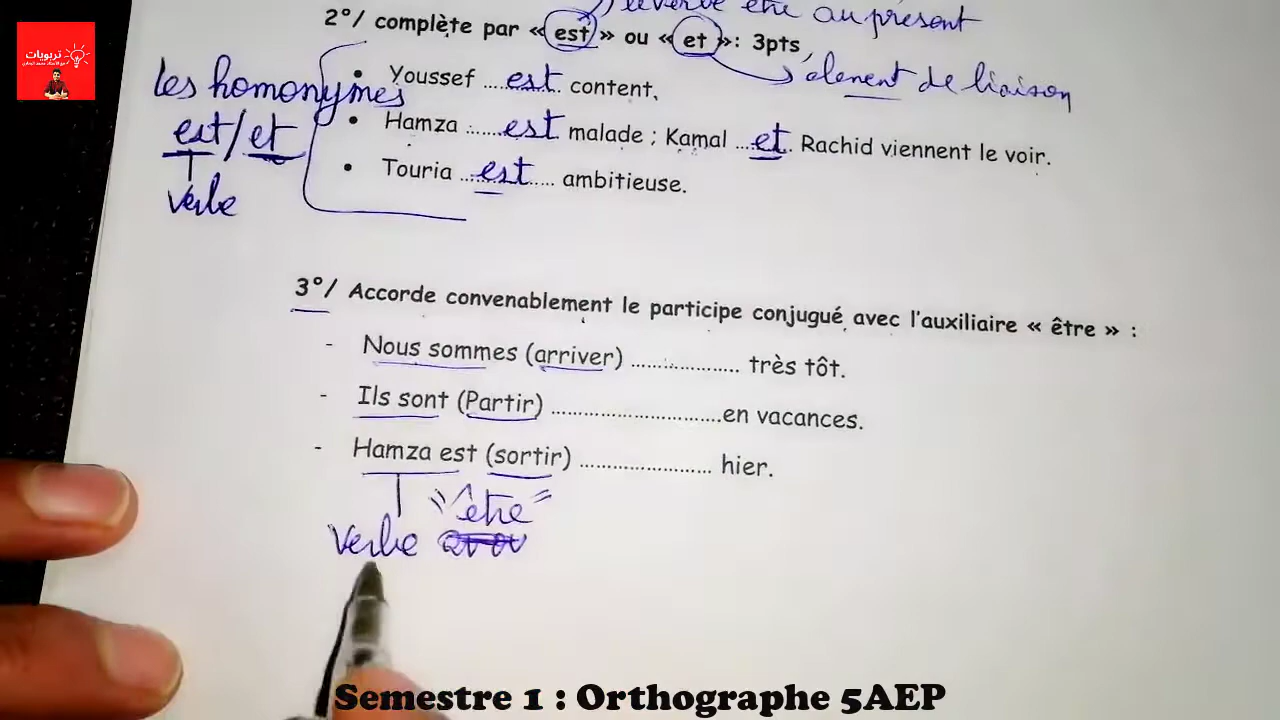 تربويات
le verbe être au présent
2°/ complète par « est » ou « et »: 3pts
élément de liaison
les homonymes
est/et
verbe
• Youssef ....est.. content.
• Hamza ......est. malade ; Kamal ...et.. Rachid viennent le voir.
• Touria ...est.... ambitieuse.
3°/ Accorde convenablement le participe conjugué avec l'auxiliaire « être » :
- Nous sommes (arriver) ...................... très tôt.
- Ils sont (Partir) ..................................en vacances.
- Hamza est (sortir) .......................... hier.
"être"
verbe
Semestre 1 : Orthographe 5AEP